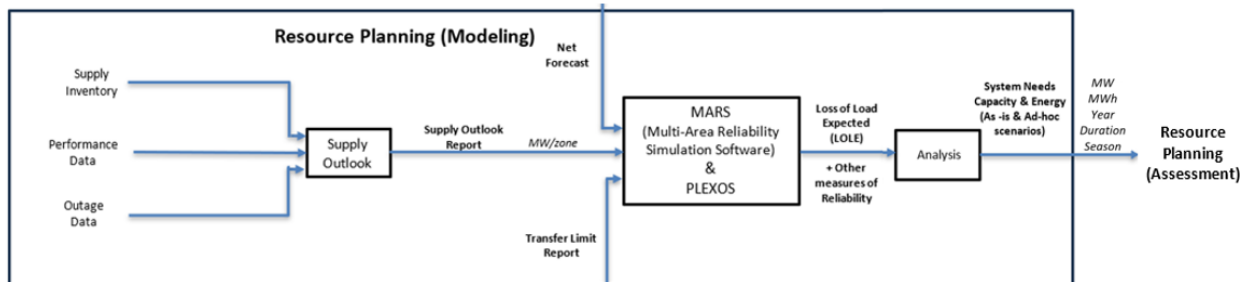 Resource Planning (Modeling)
Net
Forecast
Supply
Inventory
Performance
Data
Outage
Data
Supply
Outlook
Supply Outlook
Report
MW/zone
Transfer Limit
Report
MARS
(Multi-Area Reliability
Simulation Software)
&
PLEXOS
Loss of Load
Expected
(LOLE)
+ Other
measures of
Reliability
Analysis
System Needs
Capacity & Energy
(As -is & Ad-hoc
scenarios)
MW
MWh
Year
Duration
Season
Resource
Planning
(Assessment)